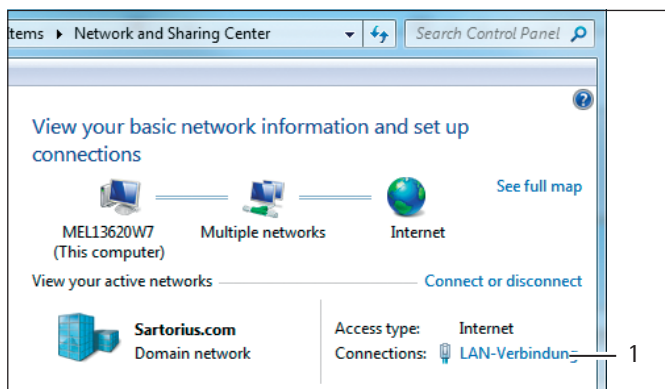 tems ▸ Network and Sharing Center
Search Control Panel
View your basic network information and set up
connections
See full map
MEL13620W7
(This computer)
Multiple networks
Internet
View your active networks
Connect or disconnect
Sartorius.com
Domain network
Access type: Internet
Connections: LAN-Verbindung
1